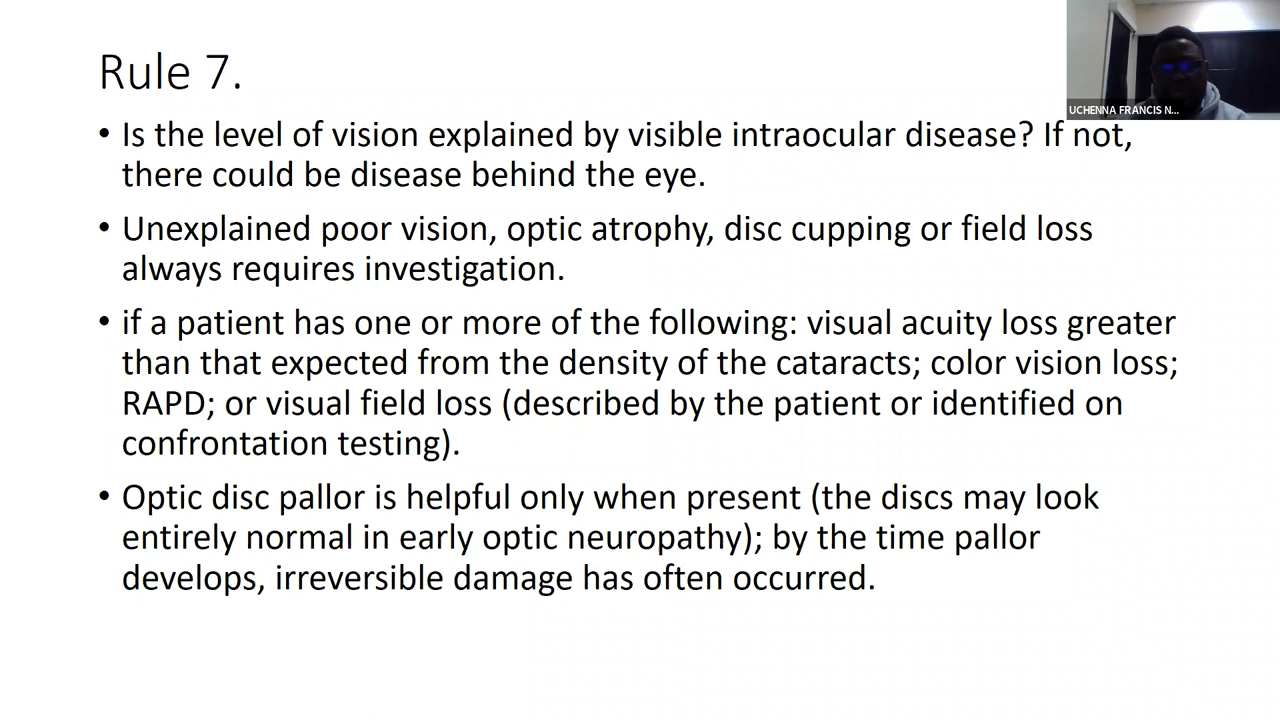 Rule 7.
UCHENNA FRANCIS N...
• Is the level of vision explained by visible intraocular disease? If not,
there could be disease behind the eye.
• Unexplained poor vision, optic atrophy, disc cupping or field loss
always requires investigation.
• if a patient has one or more of the following: visual acuity loss greater
than that expected from the density of the cataracts; color vision loss;
RAPD; or visual field loss (described by the patient or identified on
confrontation testing).
• Optic disc pallor is helpful only when present (the discs may look
entirely normal in early optic neuropathy); by the time pallor
develops, irreversible damage has often occurred.